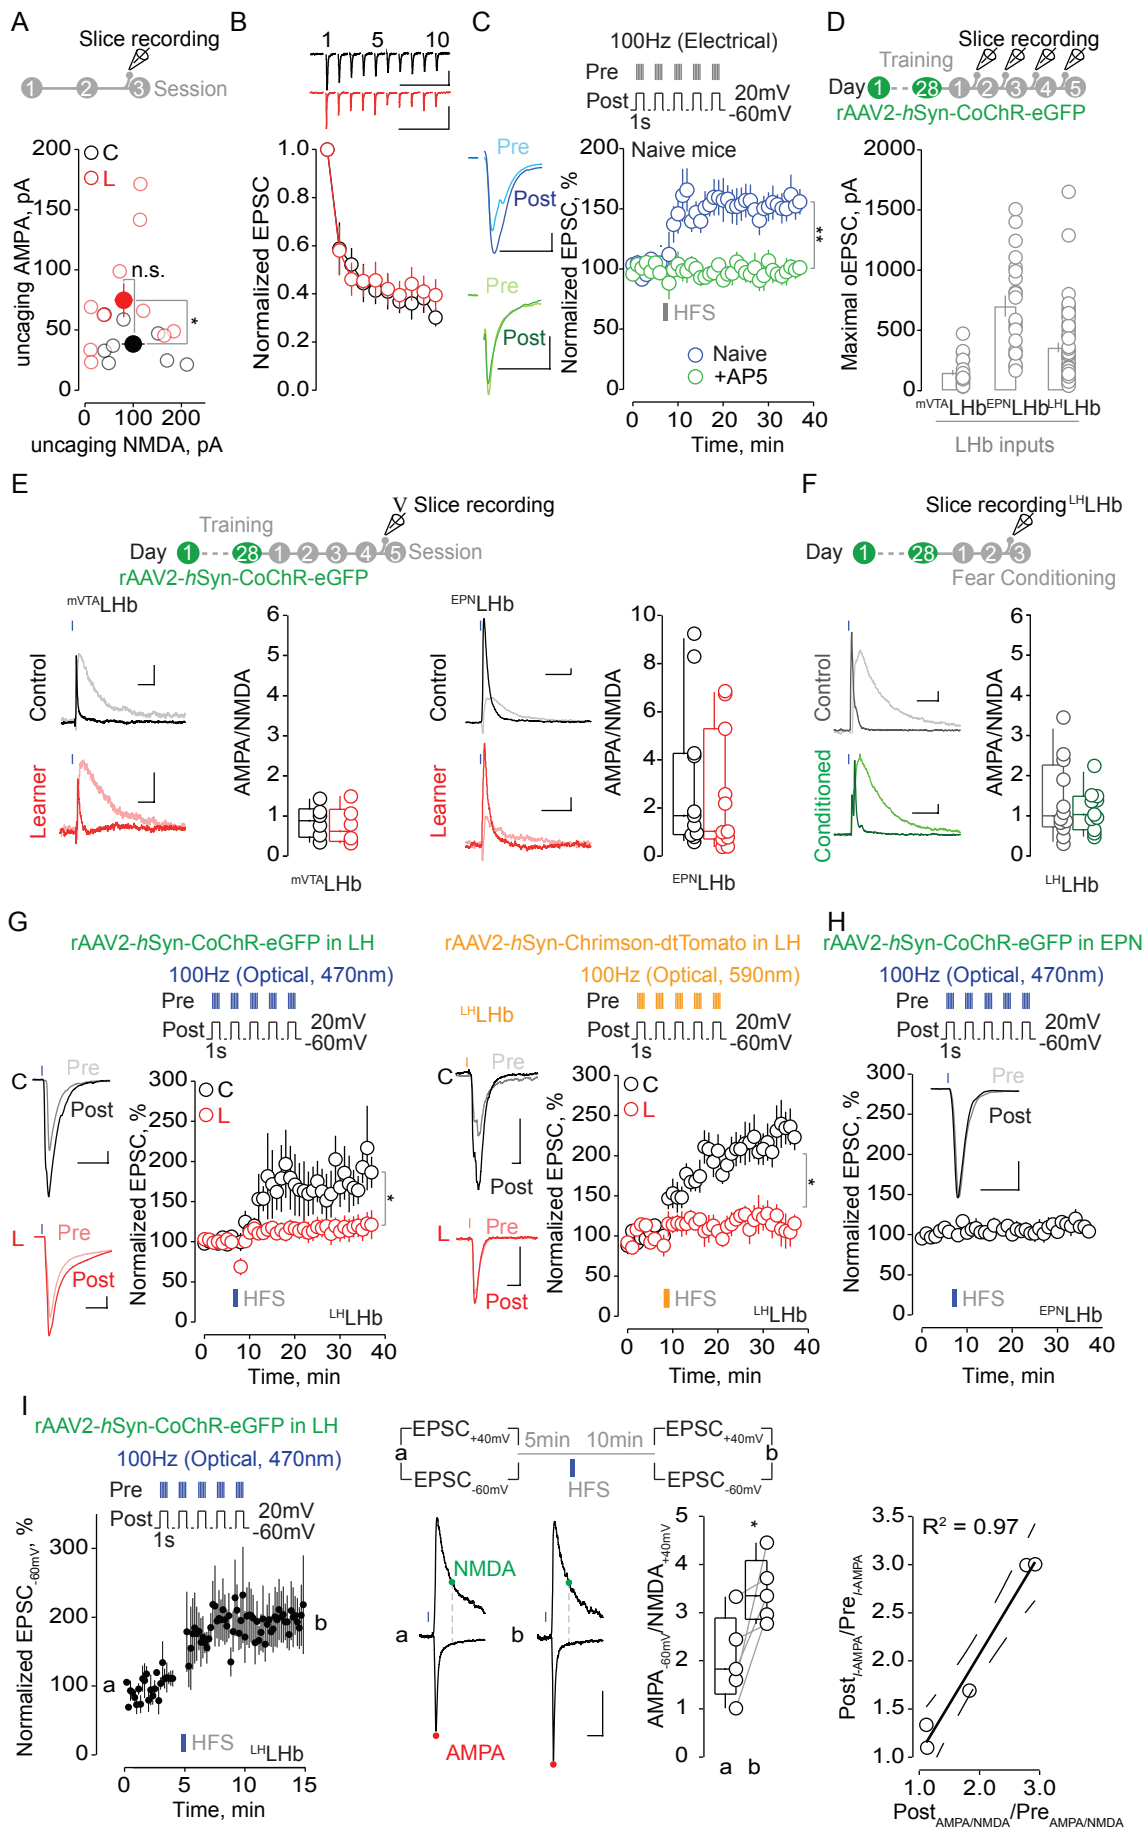 A
Slice recording
1 2 3 Session
200
150
100
50
0
C
L
n.s.
*
uncaging AMPA, pA
0 100 200
uncaging NMDA, pA
B
1 5 10
1.0
0.8
0.6
0.4
0.2
0.0
Normalized EPSC
C
100Hz (Electrical)
Pre
Post
20mV
-60mV
1s
Pre
Post
Pre
Post
Naive mice
200
150
100
50
0
Normalized EPSC, %
**
HFS
Naive
+AP5
0 10 20 30 40
Time, min
D
Slice recording
Training
Day 1 28 1 2 3 4 5
rAAV2-hSyn-CoChR-eGFP
2000
1500
1000
500
0
Maximal oEPSC, pA
mVTALHb EPNLHb LHLHb
LHb inputs
E
V Slice recording
Training
Day 1 28 1 2 3 4 5 Session
rAAV2-hSyn-CoChR-eGFP
mVTALHb
Control
Learner
6
5
4
3
2
1
0
AMPA/NMDA
mVTALHb
EPNLHb
Control
Learner
10
8
6
4
2
0
AMPA/NMDA
EPNLHb
F
Slice recording LHLHb
Day 1 28 1 2 3
Fear Conditioning
Control
Conditioned
6
5
4
3
2
1
0
AMPA/NMDA
LHLHb
G
rAAV2-hSyn-CoChR-eGFP in LH
100Hz (Optical, 470nm)
Pre
Post
20mV
-60mV
1s
C
Pre
Post
L
Pre
Post
300
250
200
150
100
50
0
Normalized EPSC, %
C
L
*
HFS
LHLHb
0 10 20 30 40
Time, min
rAAV2-hSyn-Chrimson-dtTomato in LH
100Hz (Optical, 590nm)
LHLHb
Pre
Post
20mV
-60mV
1s
C
Pre
Post
L
Pre
Post
300
250
200
150
100
50
0
Normalized EPSC, %
C
L
*
HFS
LHLHb
0 10 20 30 40
Time, min
H
rAAV2-hSyn-CoChR-eGFP in EPN
100Hz (Optical, 470nm)
Pre
Post
20mV
-60mV
1s
Pre
Post
300
250
200
150
100
50
0
Normalized EPSC, %
HFS
EPNLHb
0 10 20 30 40
Time, min
I
rAAV2-hSyn-CoChR-eGFP in LH
100Hz (Optical, 470nm)
Pre
Post
20mV
-60mV
1s
300
200
100
0
Normalized EPSC-60mV, %
a
b
HFS
LHLHb
0 5 10 15
Time, min
EPSC+40mV 5min 10min EPSC+40mV
a b
EPSC-60mV HFS EPSC-60mV
NMDA
a
b
AMPA
5
4
3
2
1
0
AMPA-60mV/NMDA+40mV
*
a b
R2 = 0.97
3.5
3.0
2.5
2.0
1.5
1.0
PostI-AMPA/PreI-AMPA
1.0 2.0 3.0
PostAMPA/NMDA/PreAMPA/NMDA